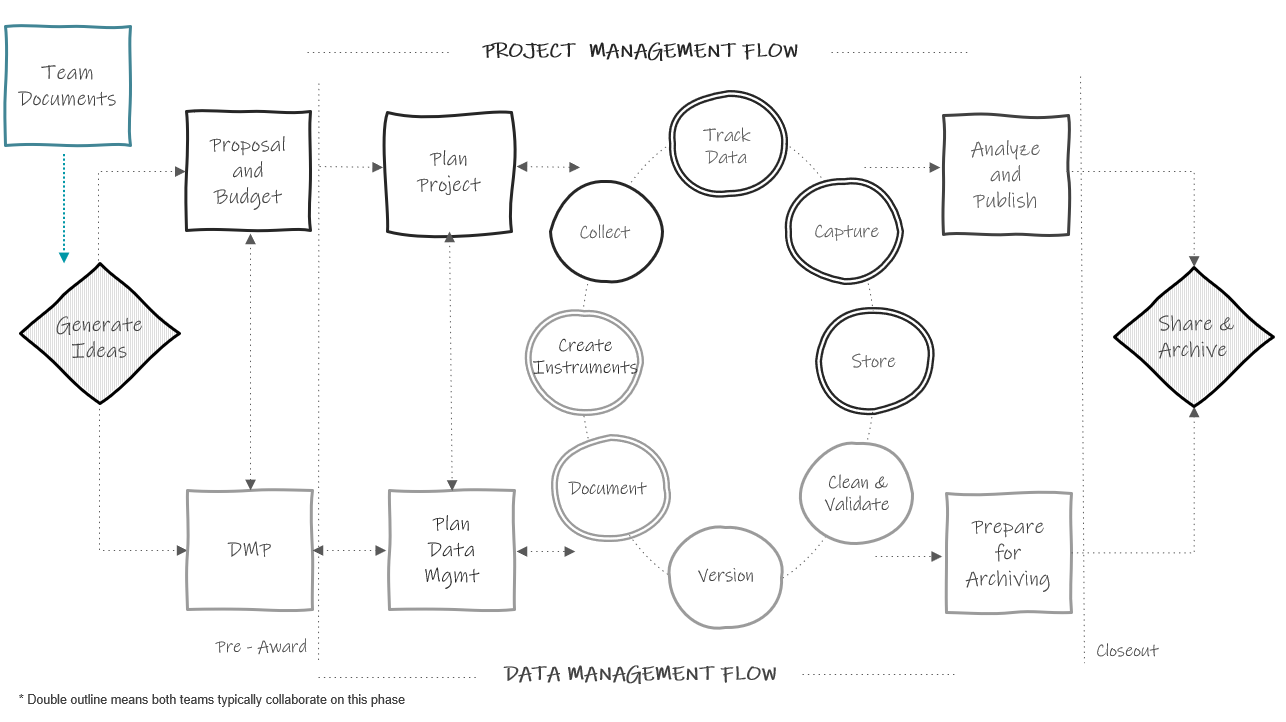 PROJECT MANAGEMENT FLOW
Team
Documents
Proposal
and
Budget
Plan
Project
Track
Data
Analyze
and
Publish
Collect
Capture
Generate
Ideas
Create
Instruments
Store
Share &
Archive
Document
Clean &
Validate
DMP
Plan
Data
Mgmt
Version
Prepare
for
Archiving
Pre - Award
Closeout
DATA MANAGEMENT FLOW
* Double outline means both teams typically collaborate on this phase